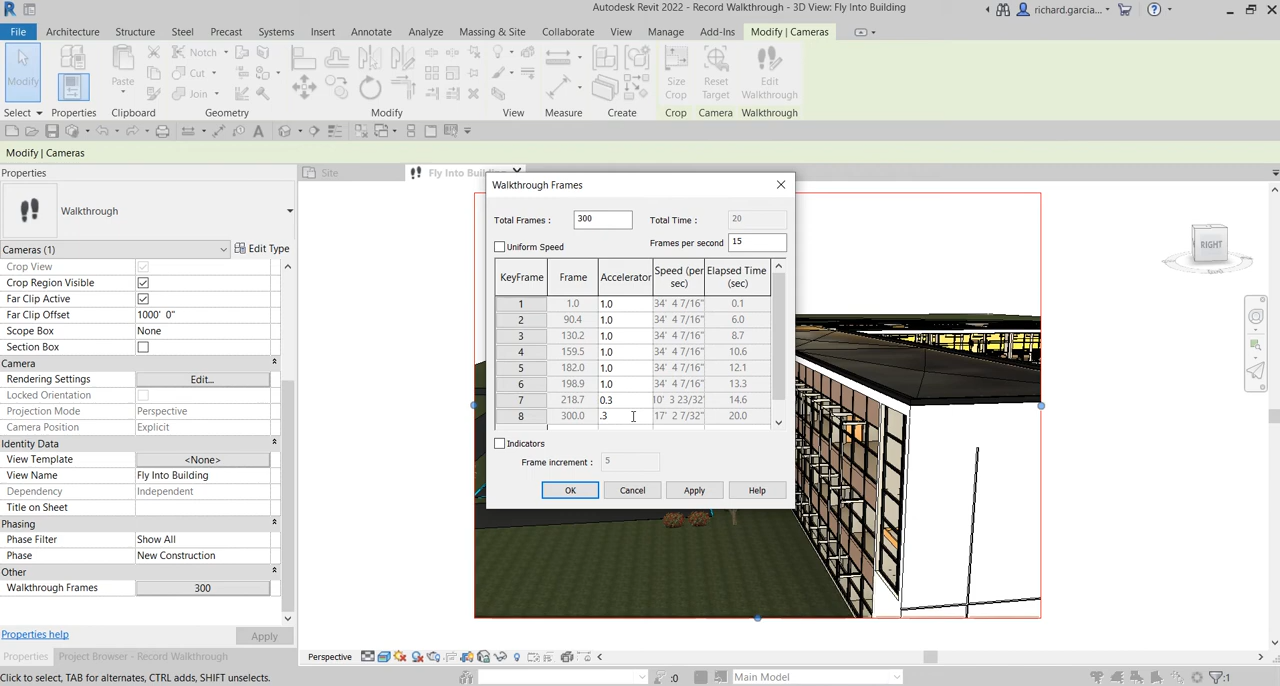 Autodesk Revit 2022 - Record Walkthrough - 3D View: Fly Into Building
richard.garcia...
File Architecture Structure Steel Precast Systems Insert Annotate Analyze Massing & Site Collaborate View Manage Add-Ins Modify | Cameras
Modify Paste Notch Cut Join Size Crop Reset Target Edit Walkthrough
Select Properties Clipboard Geometry Modify View Measure Create Crop Camera Walkthrough
Modify | Cameras
Properties
Site
Fly Into Buil
Walkthrough
Cameras (1) Edit Type
Crop View
Crop Region Visible
Far Clip Active
Far Clip Offset 1000' 0"
Scope Box None
Section Box
Camera
Rendering Settings Edit...
Locked Orientation
Projection Mode Perspective
Camera Position Explicit
Identity Data
View Template <None>
View Name Fly Into Building
Dependency Independent
Title on Sheet
Phasing
Phase Filter Show All
Phase New Construction
Other
Walkthrough Frames 300
Properties help Apply
Properties Project Browser - Record Walkthrough
Walkthrough Frames
Total Frames : 300 Total Time : 20
Uniform Speed Frames per second 15
KeyFrame Frame Accelerator Speed (per sec) Elapsed Time (sec)
1 1.0 1.0 34' 4 7/16" 0.1
2 90.4 1.0 34' 4 7/16" 6.0
3 130.2 1.0 34' 4 7/16" 8.7
4 159.5 1.0 34' 4 7/16" 10.6
5 182.0 1.0 34' 4 7/16" 12.1
6 198.9 1.0 34' 4 7/16" 13.3
7 218.7 0.3 10' 3 23/32" 14.6
8 300.0 .3 17' 2 7/32" 20.0
Indicators
Frame increment : 5
OK Cancel Apply Help
RIGHT
Perspective
Click to select, TAB for alternates, CTRL adds, SHIFT unselects. :0 Main Model :1